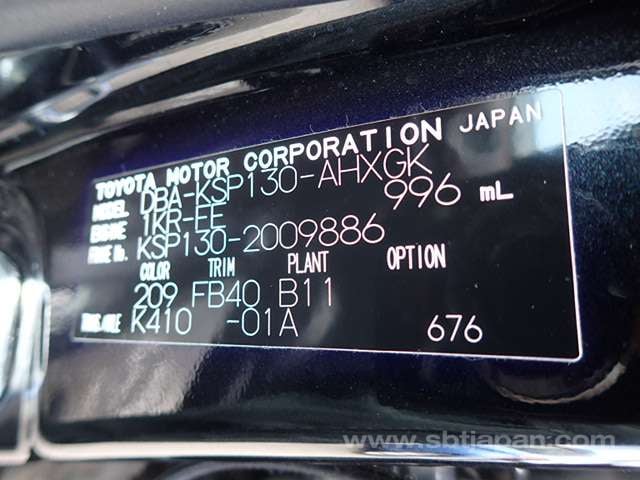 TOYOTA MOTOR CORPORATION JAPAN
MODEL DBA-KSP130-AHXGK
ENGINE 1KR-FE 996 mL
FRAME No. KSP130-2009886
COLOR TRIM PLANT OPTION
209 FB40 B11
TRANS/AXLE K410 -01A 676
www.sbtjapan.com